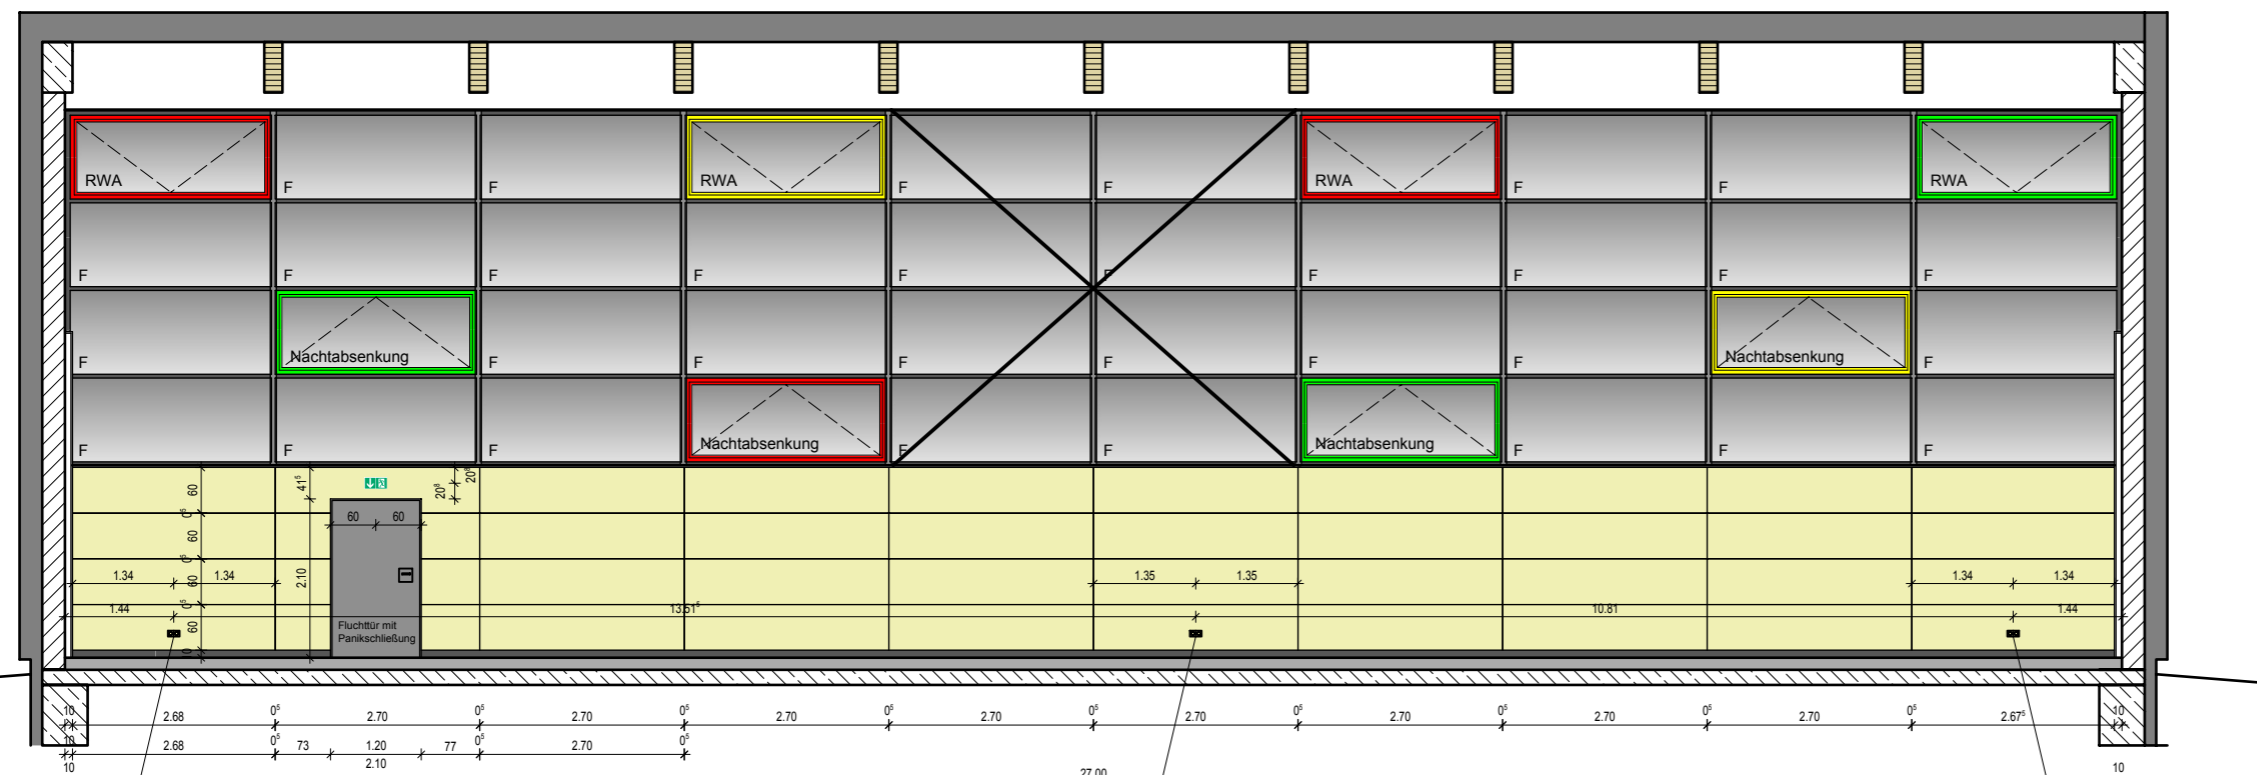 RWA F F RWA F F RWA F F RWA
F F F F F F F F F F
F Nachtabsenkung F F F F F F Nachtabsenkung F
F F F Nachtabsenkung F F Nachtabsenkung F F F
60 41⁵ 20⁸ 20⁸
0⁵ 60 60
60
0⁵
1.34 60 1.34 2.10 1.35 1.35 1.34 1.34
1.44 0⁵ 13.51⁵ 10.81 1.44
60 Fluchttür mit
Panikschließung
10
10 2.68 0⁵ 2.70 0⁵ 2.70 0⁵ 2.70 0⁵ 2.70 0⁵ 2.70 0⁵ 2.70 0⁵ 2.70 0⁵ 2.70 0⁵ 2.67⁵ 10
10 2.68 0⁵ 73 1.20 77 0⁵ 2.70 0⁵
10 2.10 27.00 10